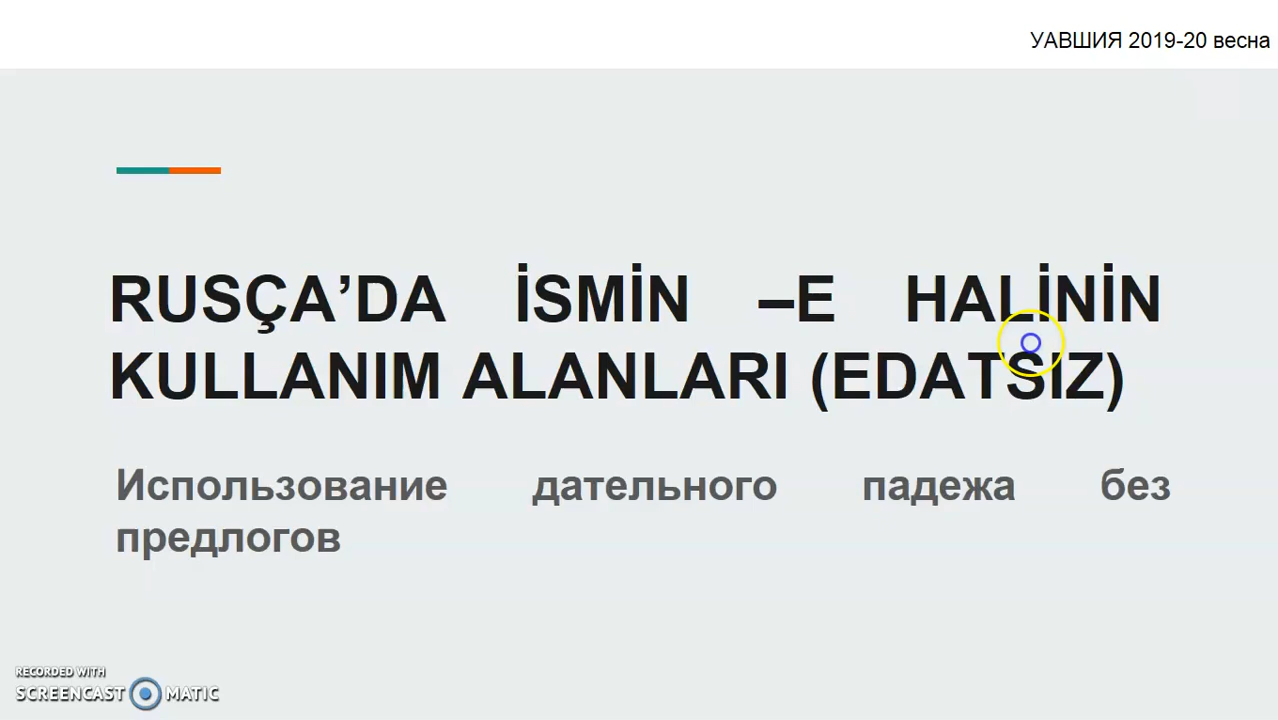 УАВШИЯ 2019-20 весна
RUSÇA’DA İSMİN –E HALİNİN
KULLANIM ALANLARI (EDATSIZ)
Использование дательного падежа без
предлогов
RECORDED WITH
SCREENCAST MATIC